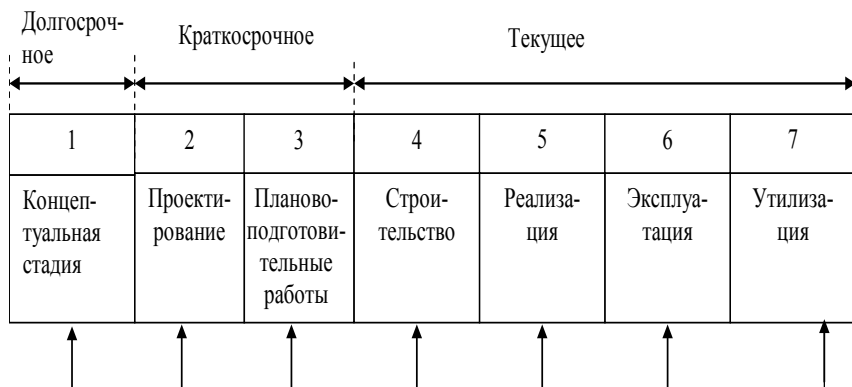 Долгосроч-
ное
Краткосрочное
Текущее
1
2
3
4
5
6
7
Концеп-
туальная
стадия
Проекти-
рование
Планово-
подготови-
тельные
работы
Строи-
тельство
Реализа-
ция
Эксплуа-
тация
Утилиза-
ция